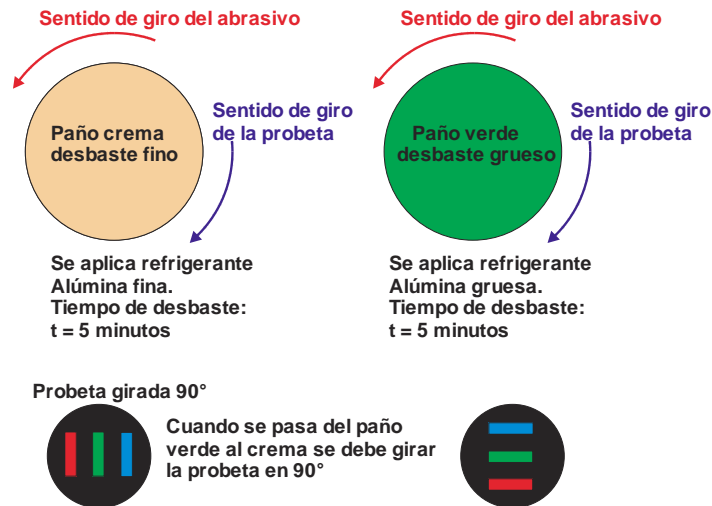 Sentido de giro del abrasivo
Paño crema
desbaste fino
Sentido de giro
de la probeta
Se aplica refrigerante
Alúmina fina.
Tiempo de desbaste:
t = 5 minutos
Sentido de giro del abrasivo
Paño verde
desbaste grueso
Sentido de giro
de la probeta
Se aplica refrigerante
Alúmina gruesa.
Tiempo de desbaste:
t = 5 minutos
Probeta girada 90°
Cuando se pasa del paño
verde al crema se debe girar
la probeta en 90°